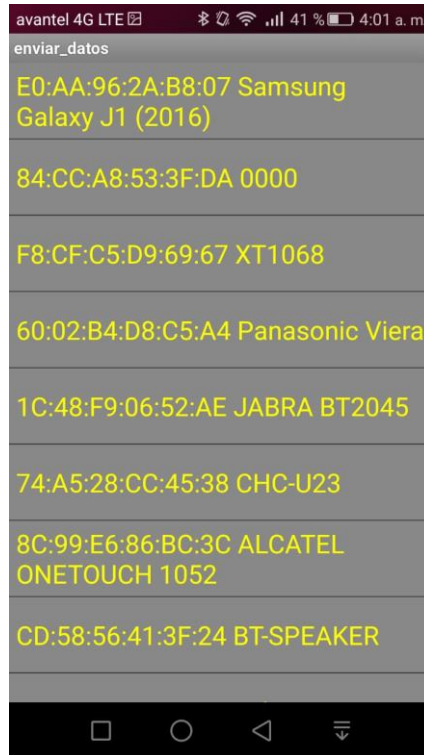 avantel 4G LTE 41 % 4:01 a. m
enviar_datos
E0:AA:96:2A:B8:07 Samsung
Galaxy J1 (2016)
84:CC:A8:53:3F:DA 0000
F8:CF:C5:D9:69:67 XT1068
60:02:B4:D8:C5:A4 Panasonic Viera
1C:48:F9:06:52:AE JABRA BT2045
74:A5:28:CC:45:38 CHC-U23
8C:99:E6:86:BC:3C ALCATEL
ONETOUCH 1052
CD:58:56:41:3F:24 BT-SPEAKER